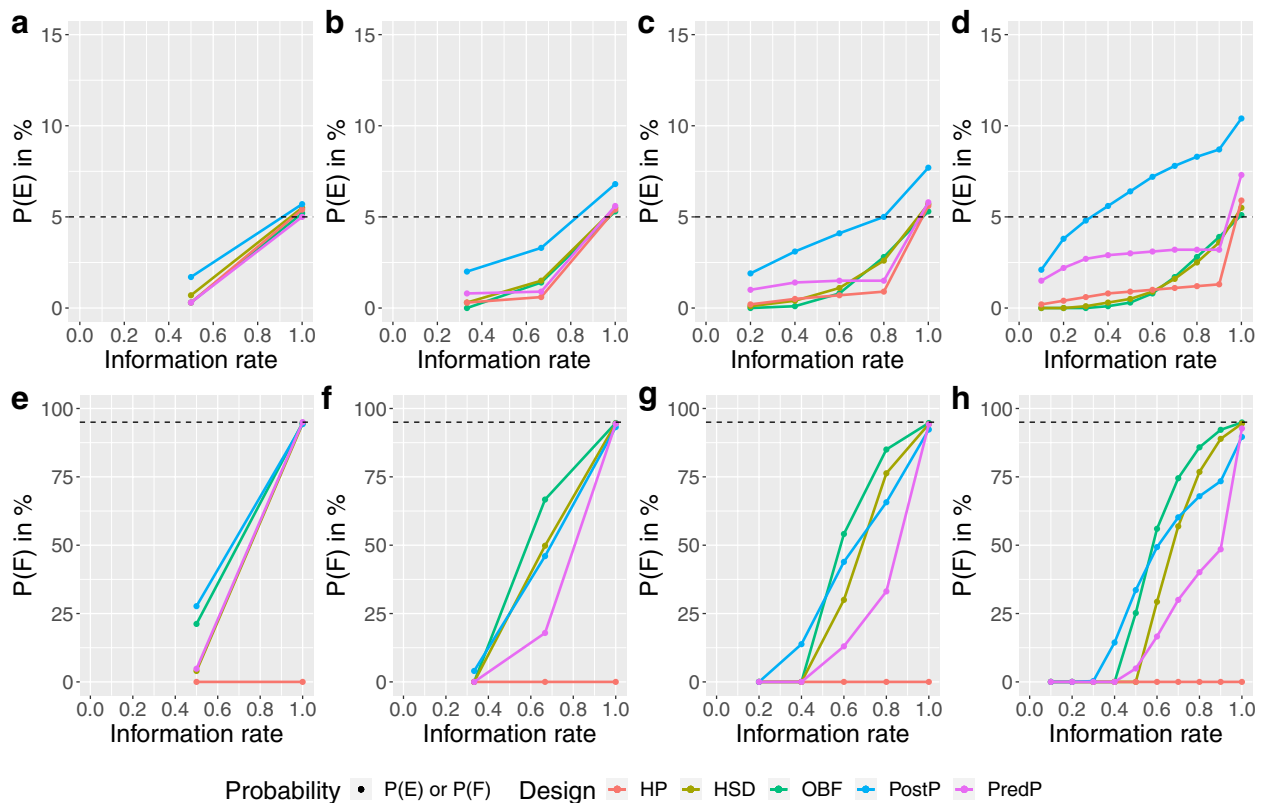 a b c d
15 15 15 15
10 10 10 10
5 5 5 5
0 0 0 0
P(E) in % P(E) in % P(E) in % P(E) in %
0.0 0.2 0.4 0.6 0.8 1.0 0.0 0.2 0.4 0.6 0.8 1.0 0.0 0.2 0.4 0.6 0.8 1.0 0.0 0.2 0.4 0.6 0.8 1.0
Information rate Information rate Information rate Information rate
e f g h
100 100 100 100
75 75 75 75
50 50 50 50
25 25 25 25
0 0 0 0
P(F) in % P(F) in % P(F) in % P(F) in %
0.0 0.2 0.4 0.6 0.8 1.0 0.0 0.2 0.4 0.6 0.8 1.0 0.0 0.2 0.4 0.6 0.8 1.0 0.0 0.2 0.4 0.6 0.8 1.0
Information rate Information rate Information rate Information rate
Probability P(E) or P(F) Design HP HSD OBF PostP PredP